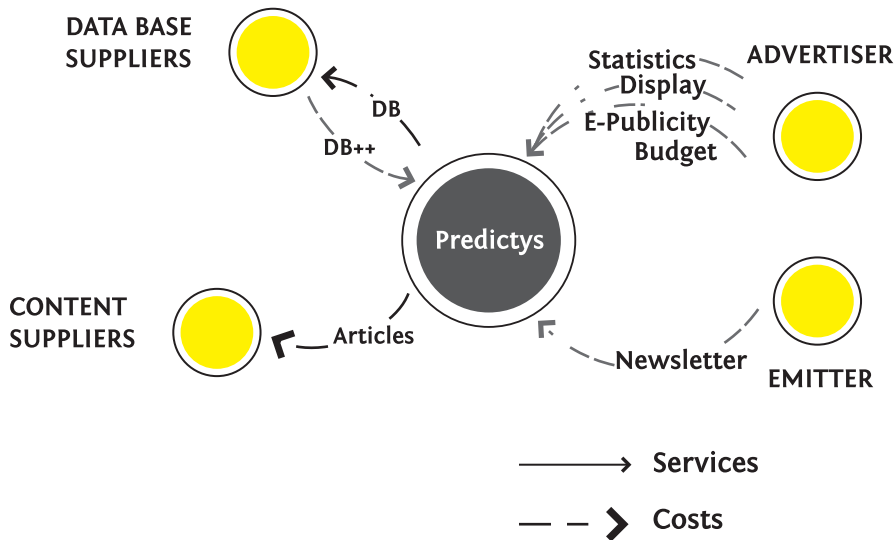 DATA BASE
SUPPLIERS
DB
DB++
Statistics
Display
E-Publicity
Budget
ADVERTISER
Predictys
CONTENT
SUPPLIERS
Articles
Newsletter
EMITTER
Services
Costs